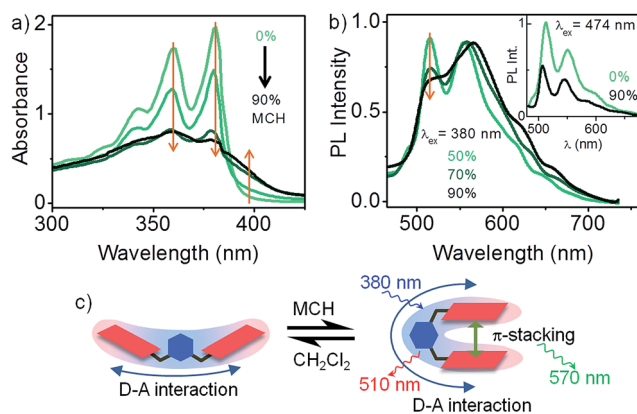 a)
2
1
0
Absorbance
0%
90%
MCH
300
350
400
Wavelength (nm)
b)
1.0
0.5
0.0
PL Intensity
λex = 380 nm
50%
70%
90%
500
600
700
Wavelength (nm)
λex = 474 nm
PL Int.
1
0
0%
90%
500
600
λ (nm)
c)
D-A interaction
MCH
CH2Cl2
380 nm
510 nm
π-stacking
570 nm
D-A interaction